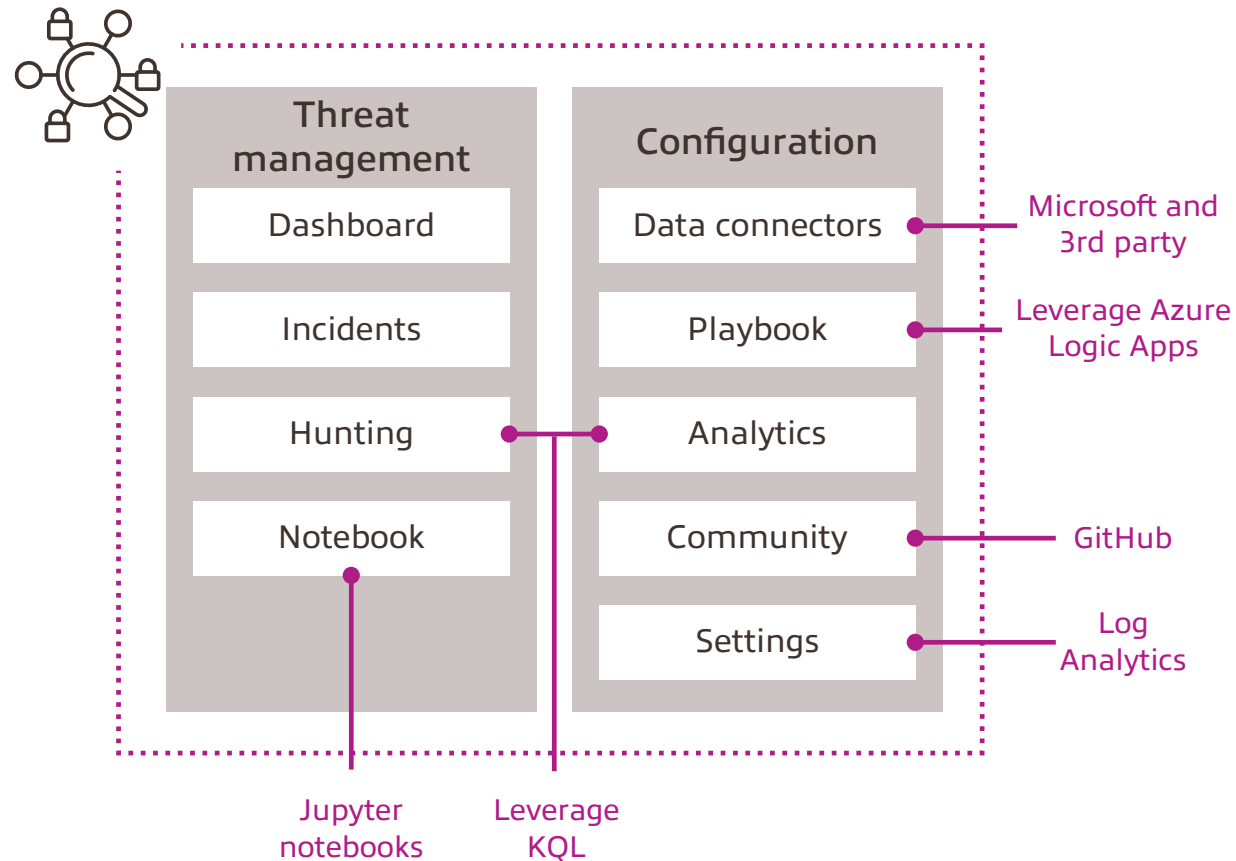 Threat
management
Dashboard
Incidents
Hunting
Notebook
Configuration
Data connectors
Playbook
Analytics
Community
Settings
Microsoft and
3rd party
Leverage Azure
Logic Apps
GitHub
Log
Analytics
Jupyter
notebooks
Leverage
KQL